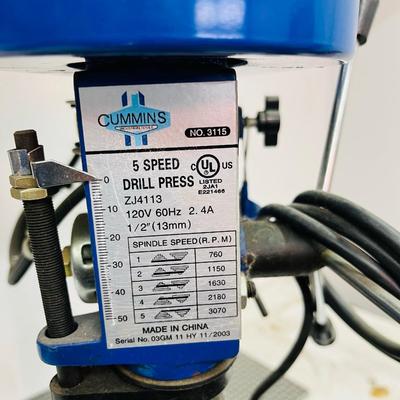 CUMMINS
NO. 3115
5 SPEED
DRILL PRESS
ZJ4113
120V 60Hz 2.4A
1/2"(13mm)
C UL US
LISTED
2JA1
E221466
SPINDLE SPEED(R.P.M)
1 760
2 1150
3 1630
4 2180
5 3070
MADE IN CHINA
Serial No. 03GM 11 HY 11/2003
0
10
20
30
40
50